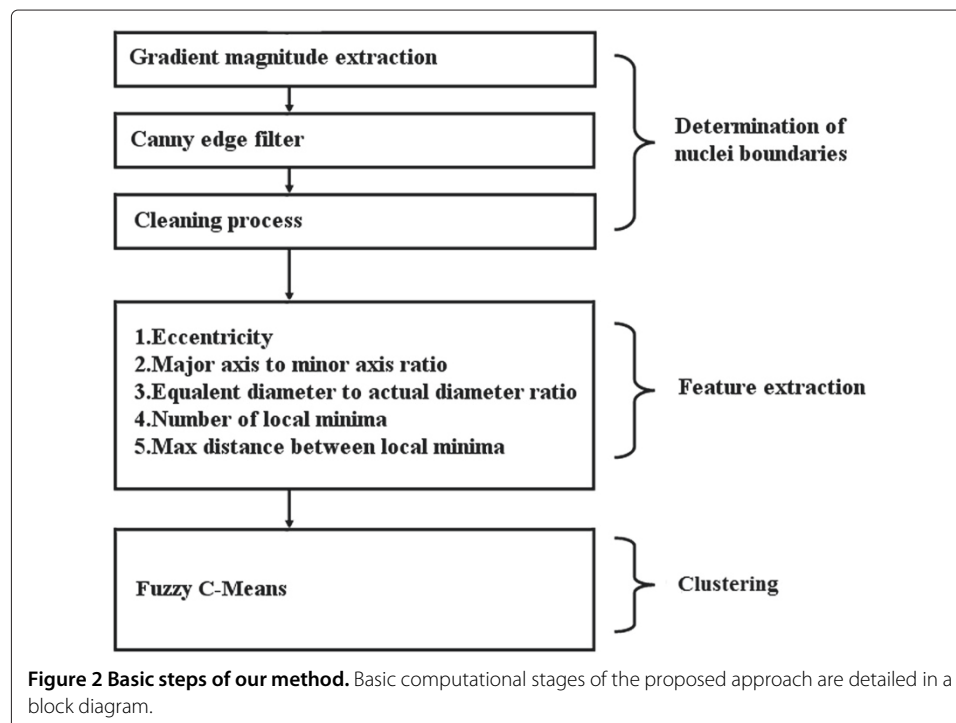 Gradient magnitude extraction
Canny edge filter
Cleaning process
Determination of
nuclei boundaries
1.Eccentricity
2.Major axis to minor axis ratio
3.Equalent diameter to actual diameter ratio
4.Number of local minima
5.Max distance between local minima
Feature extraction
Fuzzy C-Means
Clustering
Figure 2 Basic steps of our method. Basic computational stages of the proposed approach are detailed in a
block diagram.